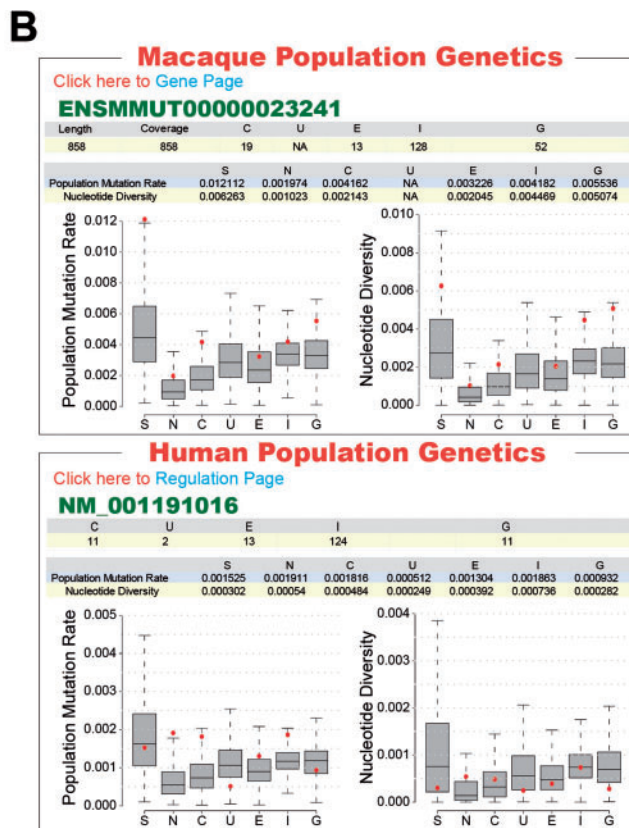 B
Macaque Population Genetics
Click here to Gene Page
ENSMMUT00000023241
Length Coverage C U E I G
858 858 19 NA 13 128 52
S N C U E I G
Population Mutation Rate 0.012112 0.001974 0.004162 NA 0.003226 0.004182 0.005536
Nucleotide Diversity 0.006263 0.001023 0.002143 NA 0.002045 0.004469 0.005074
Population Mutation Rate
0.012
0.010
0.008
0.006
0.004
0.002
0.000
S N C U E I G
Nucleotide Diversity
0.010
0.008
0.006
0.004
0.002
0.000
S N C U E I G
Human Population Genetics
Click here to Regulation Page
NM_001191016
C U E I G
11 2 13 124 11
S N C U E I G
Population Mutation Rate 0.001525 0.001911 0.001816 0.000512 0.001304 0.001863 0.000932
Nucleotide Diversity 0.000302 0.00054 0.000484 0.000249 0.000392 0.000736 0.000282
Population Mutation Rate
0.005
0.004
0.003
0.002
0.001
0.000
S N C U E I G
Nucleotide Diversity
0.004
0.003
0.002
0.001
0.000
S N C U E I G